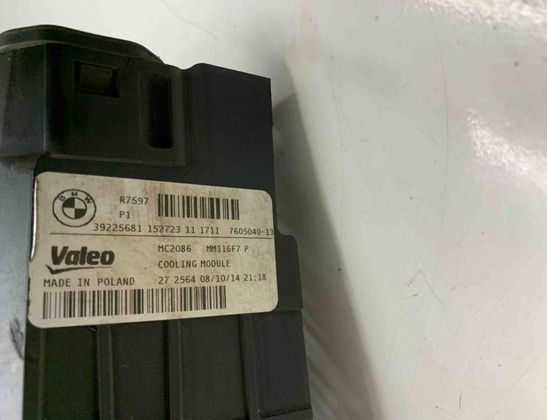 BMW
R7597
P1
39225681 152723 11 1711 7605040-13
Valeo
MC2086 MM116F7 P
COOLING MODULE
MADE IN POLAND 27 2564 08/10/14 21:18